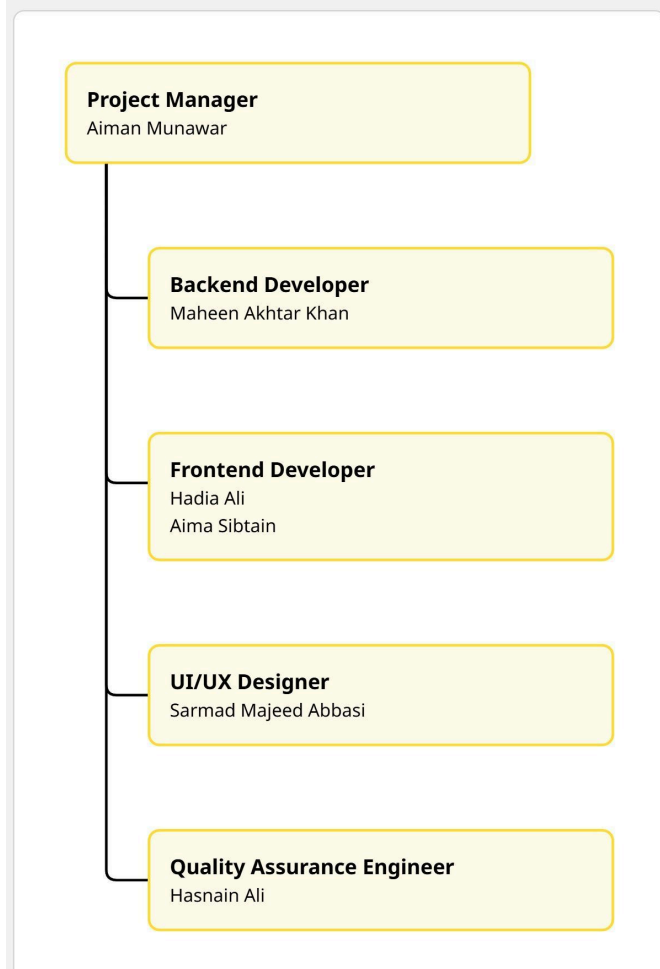 Project Manager
Aiman Munawar
Backend Developer
Maheen Akhtar Khan
Frontend Developer
Hadia Ali
Aima Sibtain
UI/UX Designer
Sarmad Majeed Abbasi
Quality Assurance Engineer
Hasnain Ali